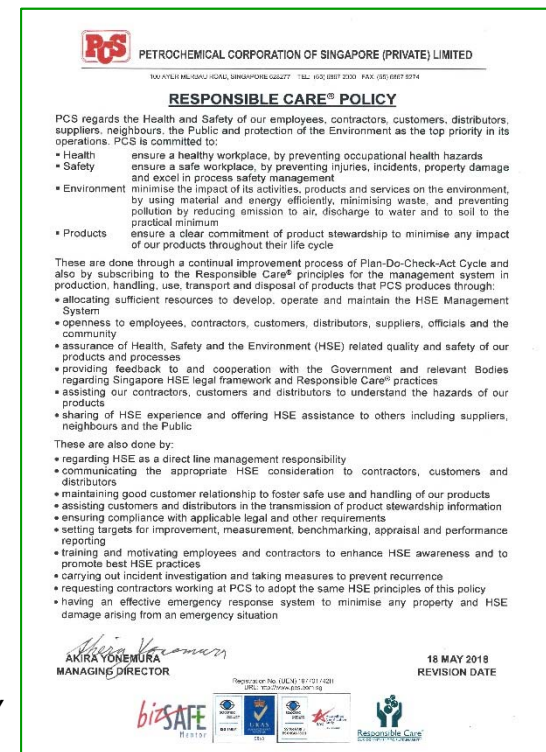 PCS PETROCHEMICAL CORPORATION OF SINGAPORE (PRIVATE) LIMITED
100 AYER MERBAU ROAD, SINGAPORE 628277 TEL: (65) 6867 2000 FAX: (65) 6867 9274
RESPONSIBLE CARE® POLICY
PCS regards the Health and Safety of our employees, contractors, customers, distributors,
suppliers, neighbours, the Public and protection of the Environment as the top priority in its
operations. PCS is committed to:
▪ Health ensure a healthy workplace, by preventing occupational health hazards
▪ Safety ensure a safe workplace, by preventing injuries, incidents, property damage
and excel in process safety management
▪ Environment minimise the impact of its activities, products and services on the environment,
by using material and energy efficiently, minimising waste, and preventing
pollution by reducing emission to air, discharge to water and to soil to the
practical minimum
▪ Products ensure a clear commitment of product stewardship to minimise any impact
of our products throughout their life cycle
These are done through a continual improvement process of Plan-Do-Check-Act Cycle and
also by subscribing to the Responsible Care® principles for the management system in
production, handling, use, transport and disposal of products that PCS produces through:
• allocating sufficient resources to develop, operate and maintain the HSE Management
System
• openness to employees, contractors, customers, distributors, suppliers, officials and the
community
• assurance of Health, Safety and the Environment (HSE) related quality and safety of our
products and processes
• providing feedback to and cooperation with the Government and relevant Bodies
regarding Singapore HSE legal framework and Responsible Care® practices
• assisting our contractors, customers and distributors to understand the hazards of our
products
• sharing of HSE experience and offering HSE assistance to others including suppliers,
neighbours and the Public
These are also done by:
• regarding HSE as a direct line management responsibility
• communicating the appropriate HSE consideration to contractors, customers and
distributors
• maintaining good customer relationship to foster safe use and handling of our products
• assisting customers and distributors in the transmission of product stewardship information
• ensuring compliance with applicable legal and other requirements
• setting targets for improvement, measurement, benchmarking, appraisal and performance
reporting
• training and motivating employees and contractors to enhance HSE awareness and to
promote best HSE practices
• carrying out incident investigation and taking measures to prevent recurrence
• requesting contractors working at PCS to adopt the same HSE principles of this policy
• having an effective emergency response system to minimise any property and HSE
damage arising from an emergency situation
AKIRA YONEMURA
MANAGING DIRECTOR
18 MAY 2018
REVISION DATE
Registration No. (UEN)
bizSAFE
Mentor
UKAS
Responsible Care